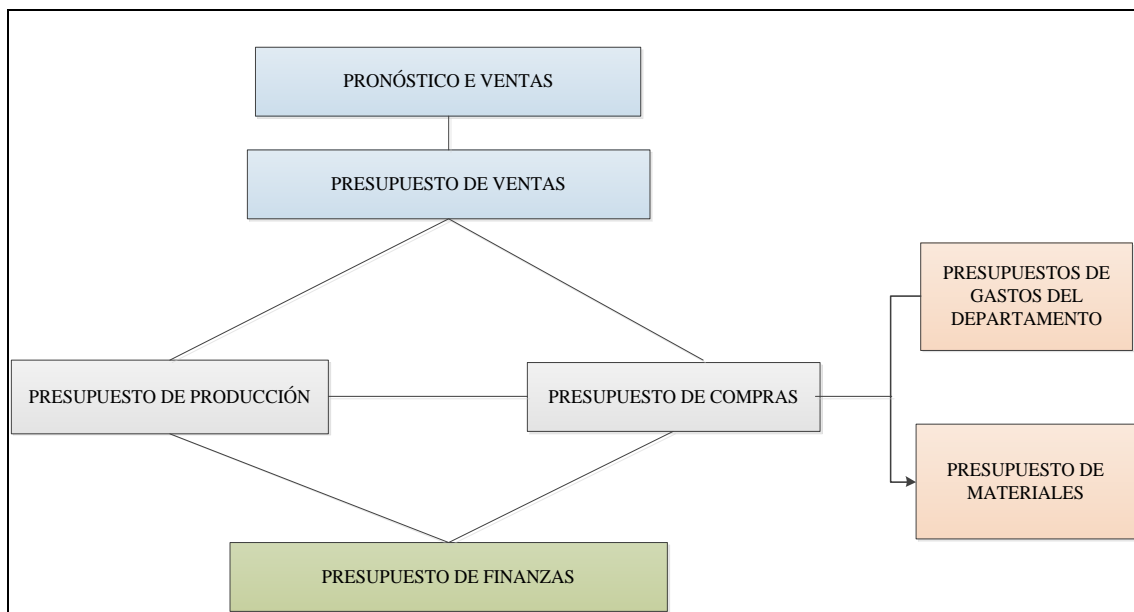 PRONÓSTICO E VENTAS
PRESUPUESTO DE VENTAS
PRESUPUESTOS DE
GASTOS DEL
DEPARTAMENTO
PRESUPUESTO DE PRODUCCIÓN
PRESUPUESTO DE COMPRAS
PRESUPUESTO DE
MATERIALES
PRESUPUESTO DE FINANZAS